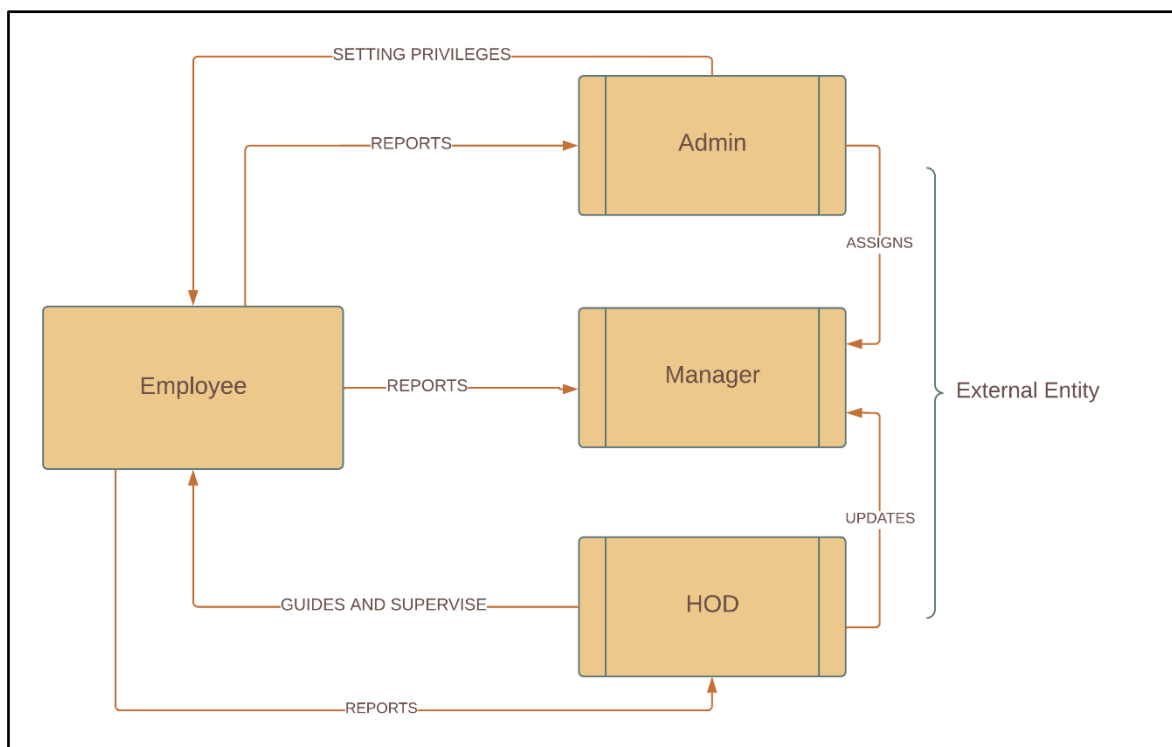 SETTING PRIVILEGES
REPORTS
Admin
ASSIGNS
Employee
REPORTS
Manager
External Entity
UPDATES
GUIDES AND SUPERVISE
HOD
REPORTS